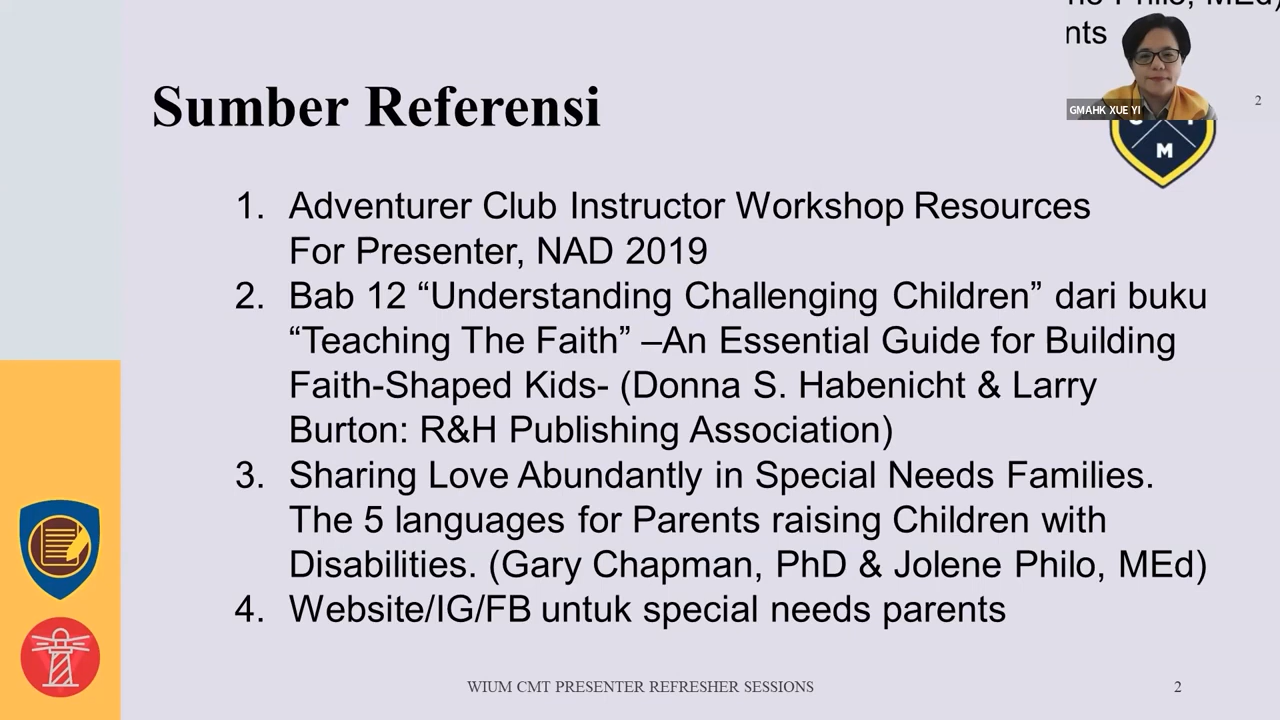 ne Philo, MEd)
nts
GMAHK XUE YI
2
Sumber Referensi
M
1. Adventurer Club Instructor Workshop Resources
For Presenter, NAD 2019
2. Bab 12 “Understanding Challenging Children” dari buku
“Teaching The Faith” –An Essential Guide for Building
Faith-Shaped Kids- (Donna S. Habenicht & Larry
Burton: R&H Publishing Association)
3. Sharing Love Abundantly in Special Needs Families.
The 5 languages for Parents raising Children with
Disabilities. (Gary Chapman, PhD & Jolene Philo, MEd)
4. Website/IG/FB untuk special needs parents
WIUM CMT PRESENTER REFRESHER SESSIONS
2